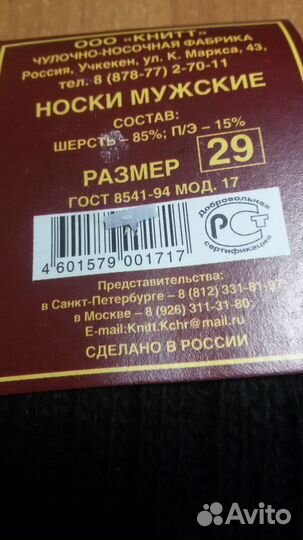 ООО "КНИТТ"
ЧУЛОЧНО-НОСОЧНАЯ ФАБРИКА
Россия, Учкекен, ул. К. Маркса, 43,
тел. 8 (878-77) 2-70-11
НОСКИ МУЖСКИЕ
СОСТАВ:
ШЕРСТЬ – 85%; П/Э – 15%
РАЗМЕР 29
ГОСТ 8541-94 МОД. 17
Добровольная
РСТ
сертификация
4 601579 001717
Представительства:
в Санкт-Петербурге – 8 (812) 331-81-97
в Москве – 8 (926) 311-31-80
E-mail:Knitt.Kchr@mail.ru
СДЕЛАНО В РОССИИ
Avito